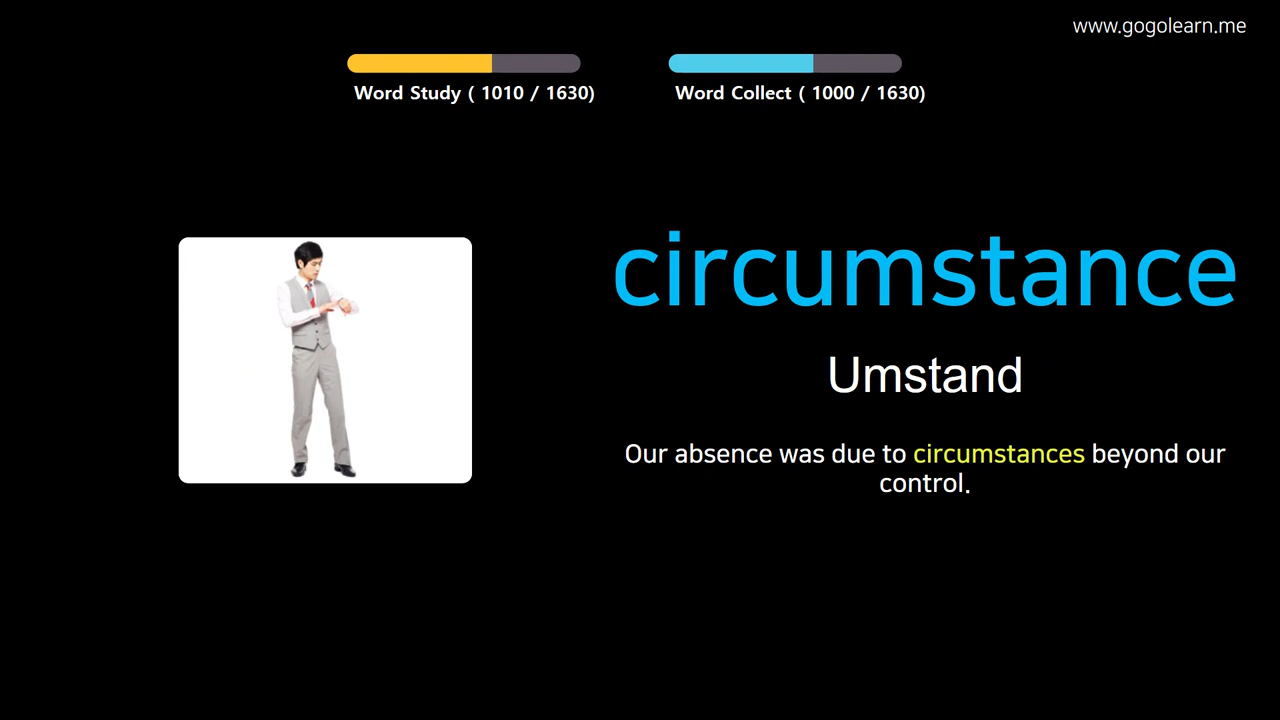 www.gogolearn.me
Word Study ( 1010 / 1630)
Word Collect ( 1000 / 1630)
circumstance
Umstand
Our absence was due to circumstances beyond our
control.